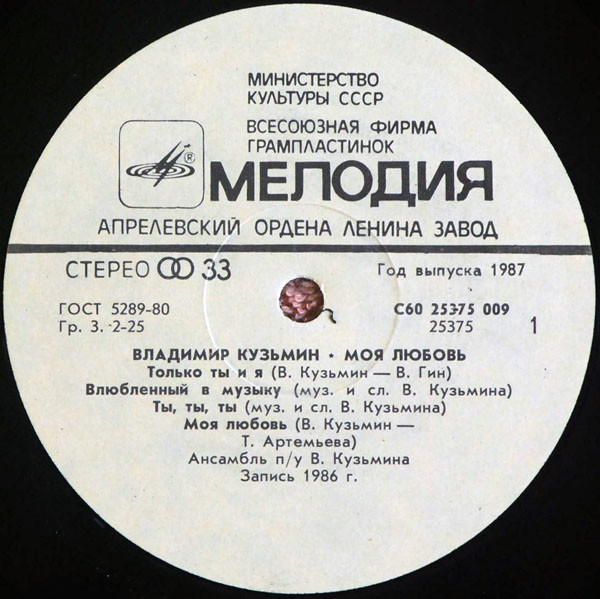 МИНИСТЕРСТВО
КУЛЬТУРЫ СССР
ВСЕСОЮЗНАЯ ФИРМА
ГРАМПЛАСТИНОК
®
МЕЛОДИЯ
АПРЕЛЕВСКИЙ ОРДЕНА ЛЕНИНА ЗАВОД
СТЕРЕО 33
Год выпуска 1987
ГОСТ 5289-80
С60 25375 009
Гр. 3. 2-25
25375
1
ВЛАДИМИР КУЗЬМИН • МОЯ ЛЮБОВЬ
Только ты и я (В. Кузьмин — В. Гин)
Влюбленный в музыку (муз. и сл. В. Кузьмина)
Ты, ты, ты (муз. и сл. В. Кузьмина)
Моя любовь (В. Кузьмин —
Т. Артемьева)
Ансамбль п/у В. Кузьмина
Запись 1986 г.